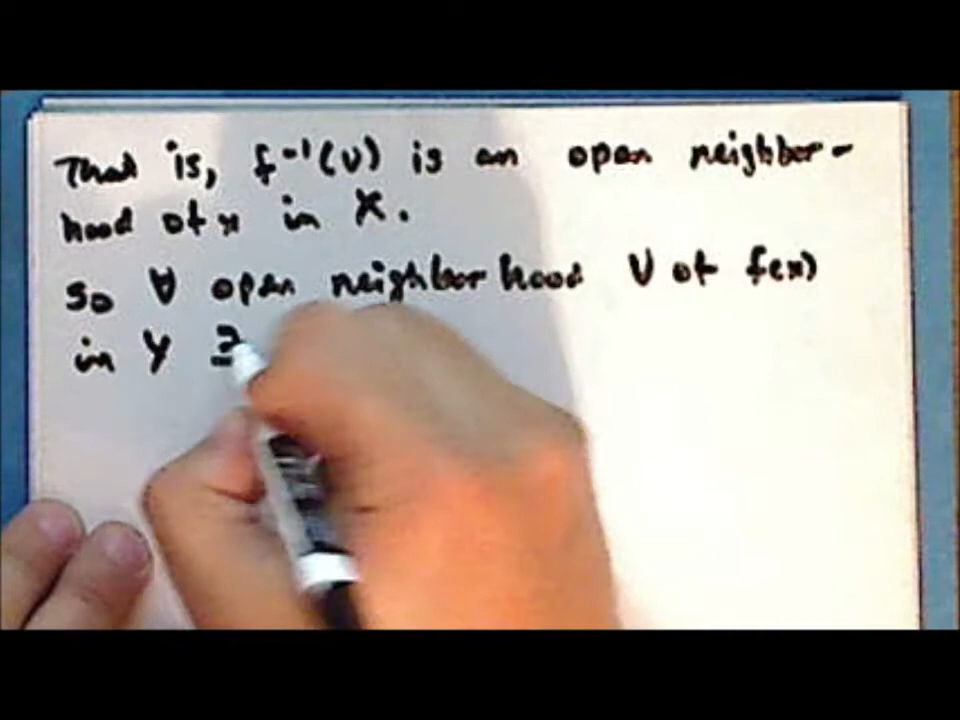 That is, f⁻¹(V) is an open neighbor-
hood of x in X.
So ∀ open neighborhood V of f(x)
in Y ∃